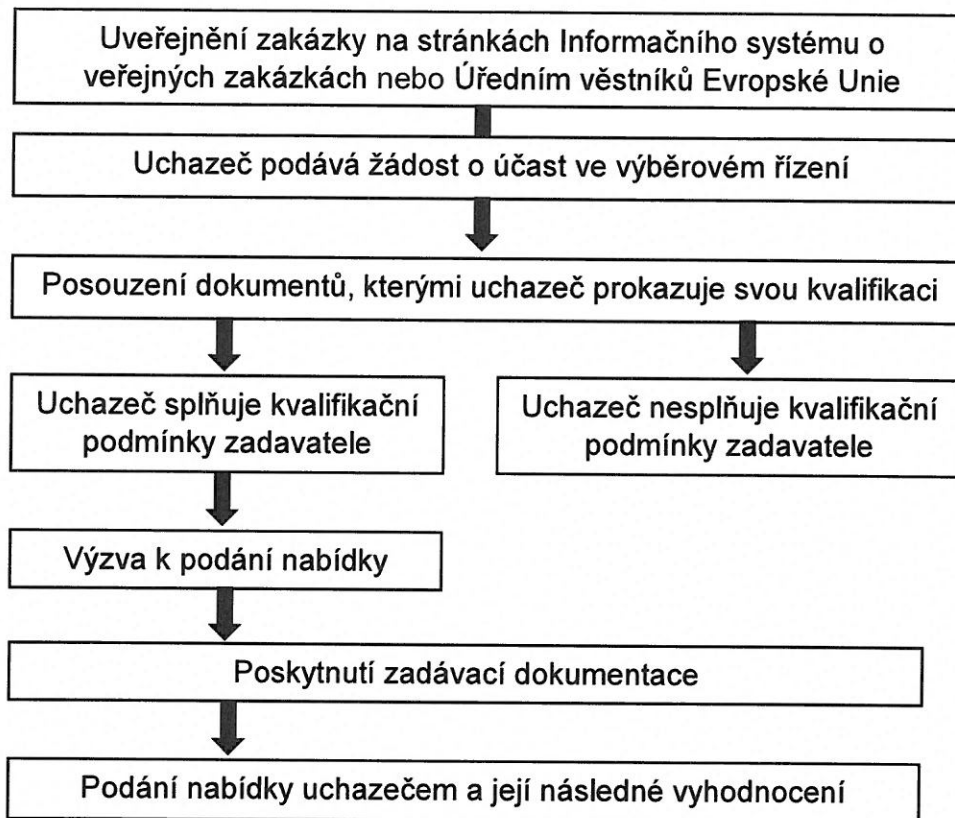 Uveřejnění zakázky na stránkách Informačního systému o
veřejných zakázkách nebo Úředním věstníků Evropské Unie
Uchazeč podává žádost o účast ve výběrovém řízení
Posouzení dokumentů, kterými uchazeč prokazuje svou kvalifikaci
Uchazeč splňuje kvalifikační
podmínky zadavatele
Uchazeč nesplňuje kvalifikační
podmínky zadavatele
Výzva k podání nabídky
Poskytnutí zadávací dokumentace
Podání nabídky uchazečem a její následné vyhodnocení